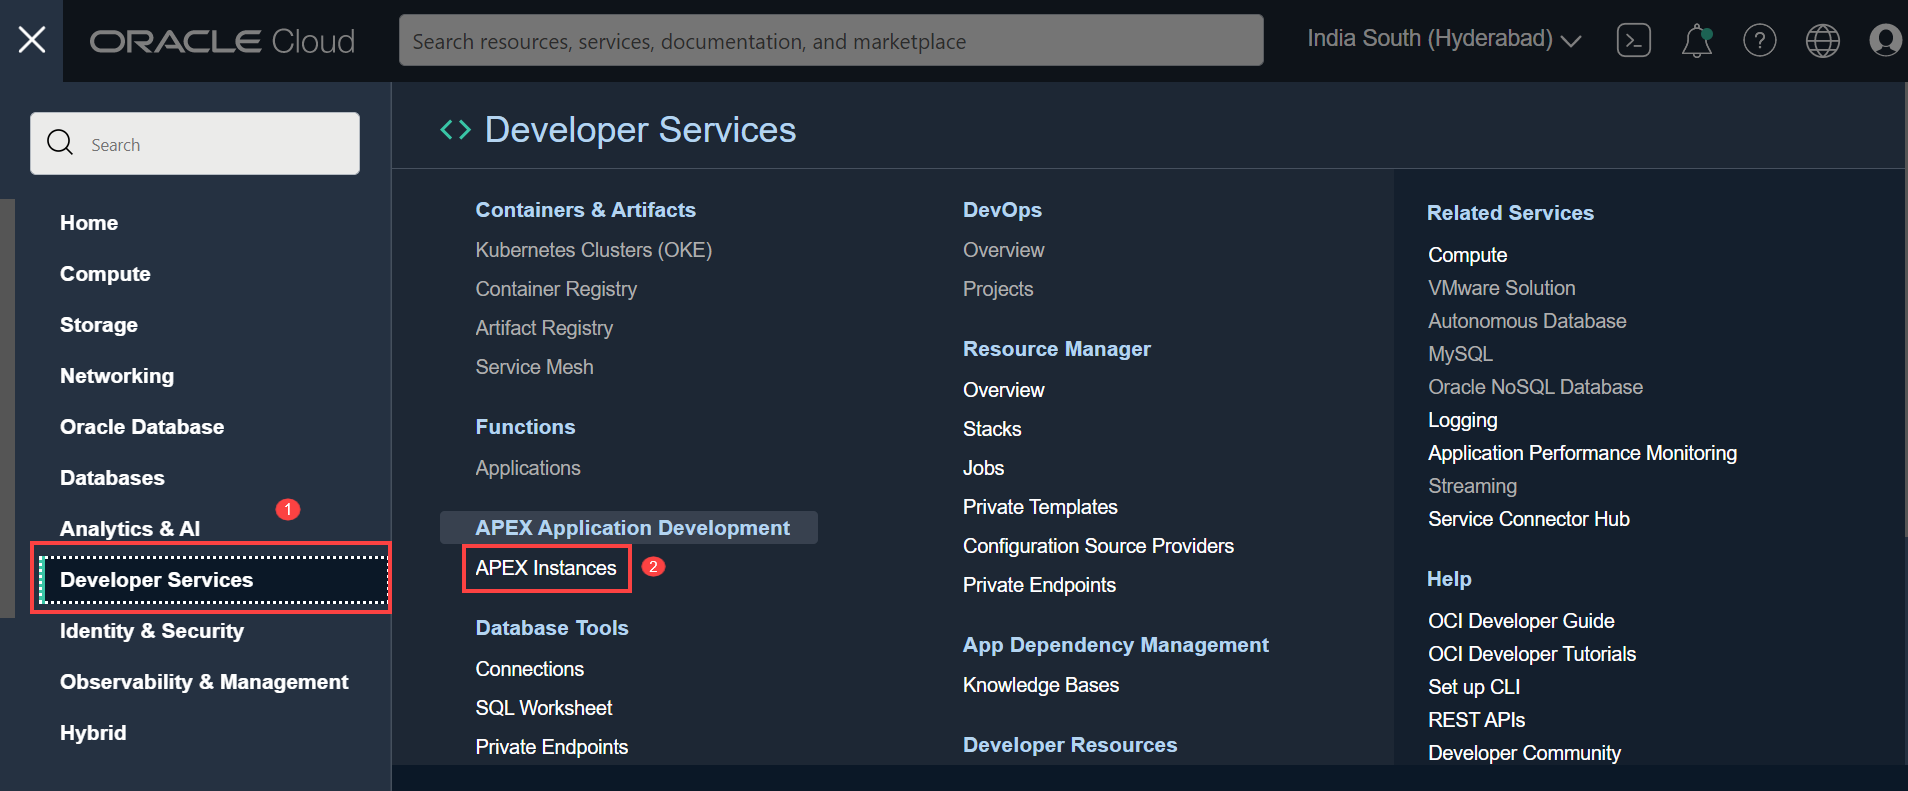 ORACLE Cloud
Search resources, services, documentation, and marketplace
India South (Hyderabad)
Search
Home
Compute
Storage
Networking
Oracle Database
Databases
1
Analytics & AI
Developer Services
Identity & Security
Observability & Management
Hybrid
Developer Services
Containers & Artifacts
Kubernetes Clusters (OKE)
Container Registry
Artifact Registry
Service Mesh
Functions
Applications
APEX Application Development
APEX Instances 2
Database Tools
Connections
SQL Worksheet
Private Endpoints
DevOps
Overview
Projects
Resource Manager
Overview
Stacks
Jobs
Private Templates
Configuration Source Providers
Private Endpoints
App Dependency Management
Knowledge Bases
Developer Resources
Related Services
Compute
VMware Solution
Autonomous Database
MySQL
Oracle NoSQL Database
Logging
Application Performance Monitoring
Streaming
Service Connector Hub
Help
OCI Developer Guide
OCI Developer Tutorials
Set up CLI
REST APIs
Developer Community